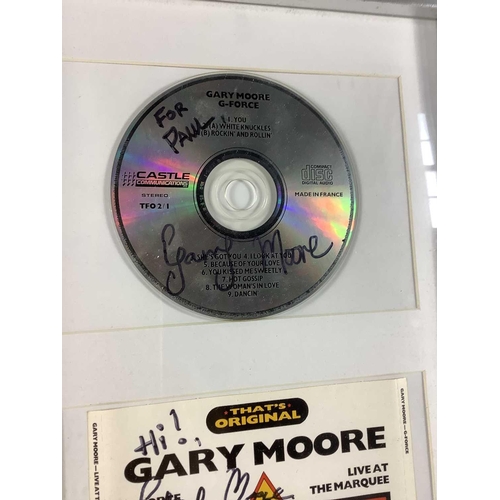 GARY MOORE
G-FORCE
FOR
PAUL!
1. YOU
(A) WHITE KNUCKLES
(B) ROCKIN' AND ROLLIN'
CASTLE
COMMUNICATIONS
STEREO
TFO 2/1
COMPACT
disc
DIGITAL AUDIO
MADE IN FRANCE
Gary Moore
GOT YOU 4. I LOOK AT YOU
5. BECAUSE OF YOUR LOVE
6. YOU KISSED ME SWEETLY
7. HOT GOSSIP
8. THE WOMAN'S IN LOVE
9. DANCIN'
THAT'S
ORIGINAL
Hi!
GARY MOORE
LIVE AT
THE MARQUEE
Moore
GARY MOORE—LIVE AT
GARY MOORE—G-FORCE